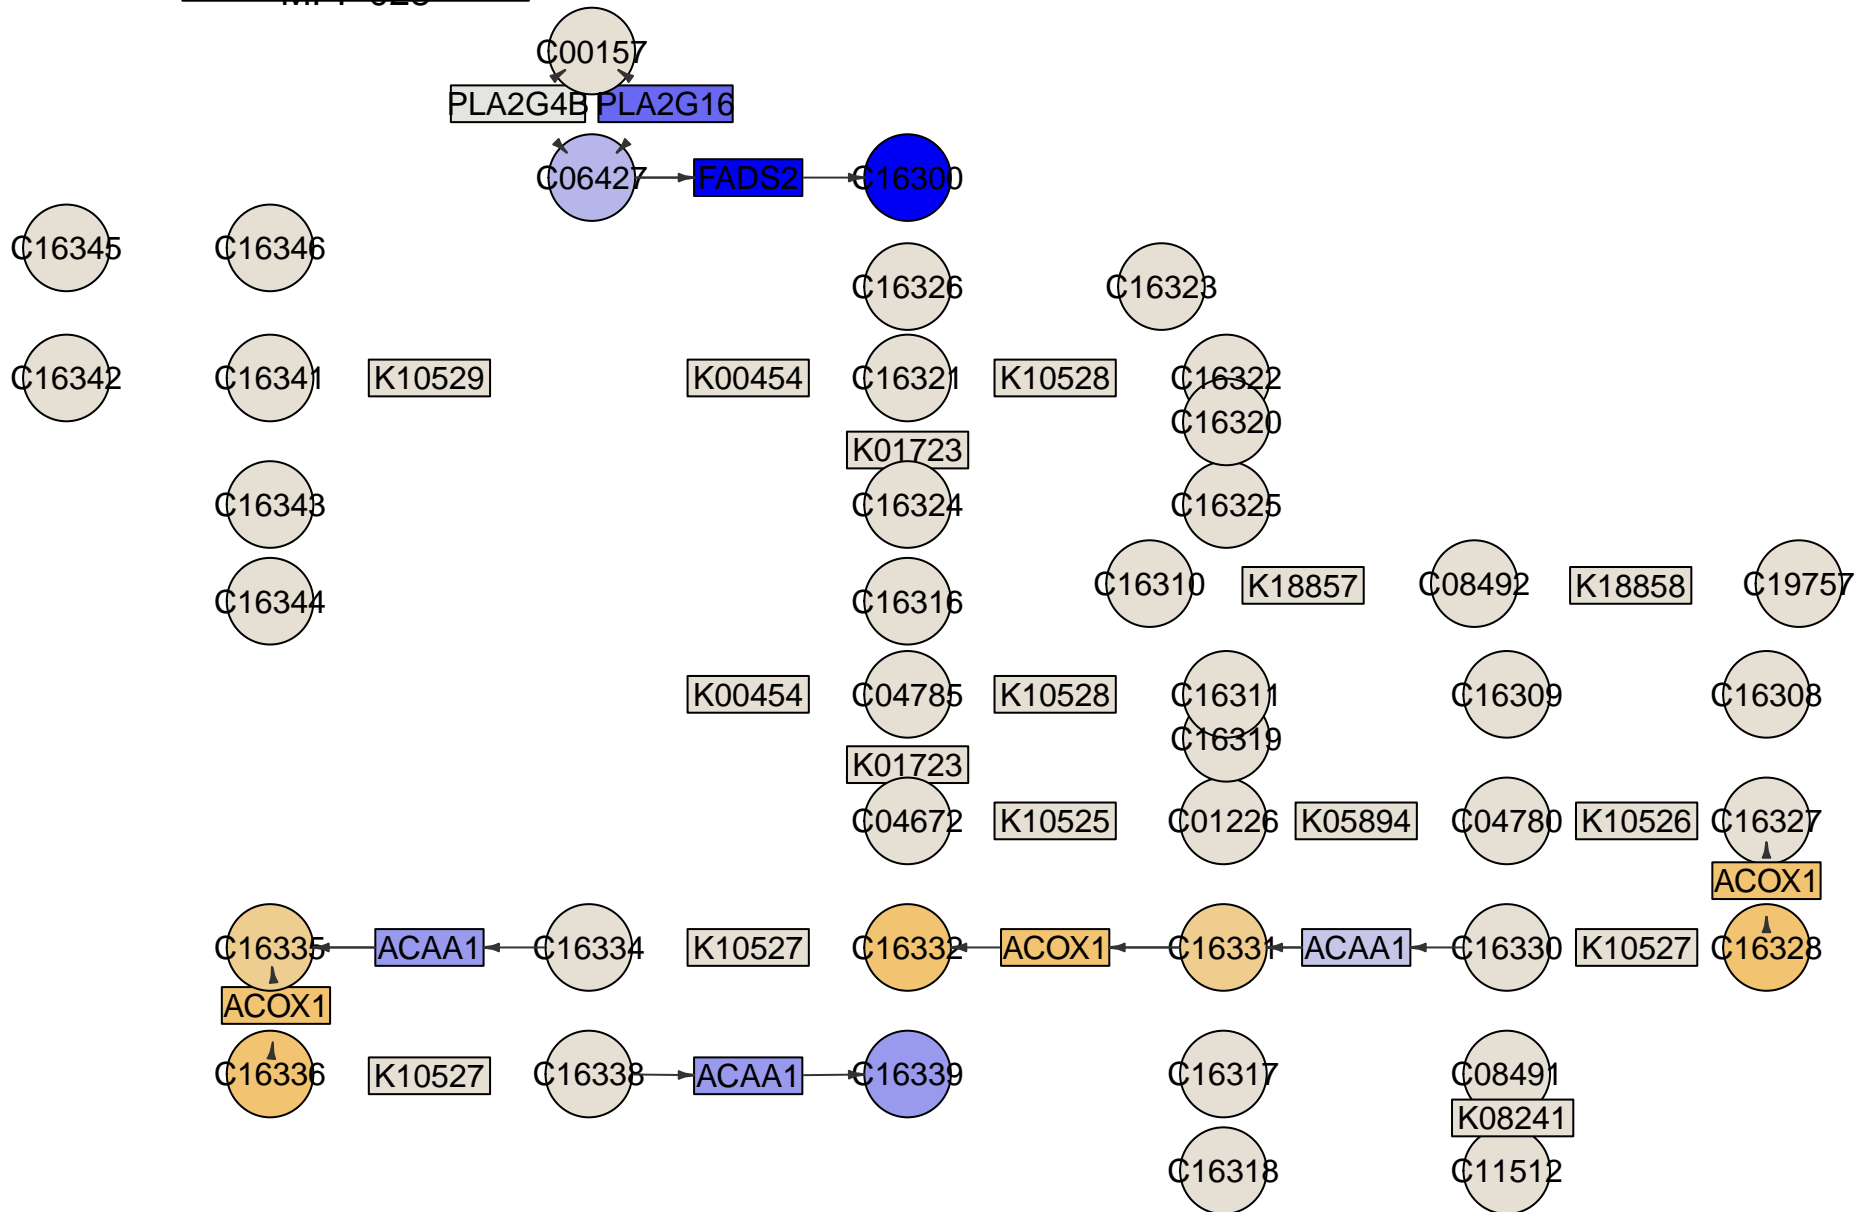 C00157
PLA2G4B PLA2G16
C06427 FADS2 C16300
C16345 C16346
C16326 C16323
C16342 C16341 K10529 K00454 C16321 K10528 C16322
C16320
K01723
C16343 C16324 C16325
C16310 K18857 C08492 K18858 C19757
C16344 C16316
K00454 C04785 K10528 C16311 C16309 C16308
C16319
K01723
C04672 K10525 C01226 K05894 C04780 K10526 C16327
ACOX1
C16335 ACAA1 C16334 K10527 C16332 ACOX1 C16331 ACAA1 C16330 K10527 C16328
ACOX1
C16336 K10527 C16338 ACAA1 C16339 C16317 C08491
K08241
C16318 C11512